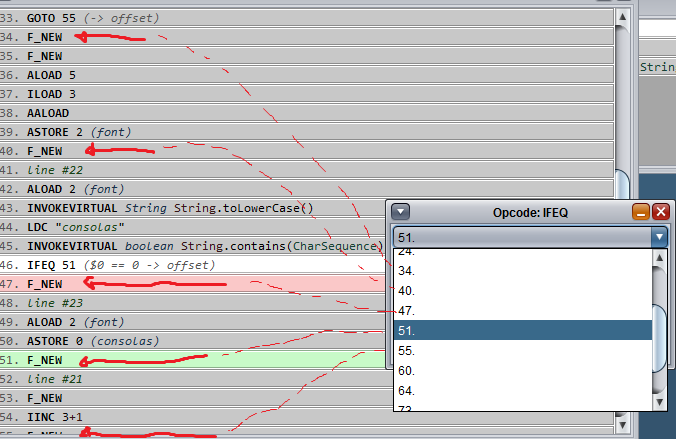 33. GOTO 55 (-> offset)
34. F_NEW
35. F_NEW
36. ALOAD 5
37. ILOAD 3
38. AALOAD
39. ASTORE 2 (font)
40. F_NEW
41. line #22
42. ALOAD 2 (font)
43. INVOKEVIRTUAL String String.toLowerCase()
44. LDC "consolas"
45. INVOKEVIRTUAL boolean String.contains(CharSequence)
46. IFEQ 51 ($0 == 0 -> offset)
47. F_NEW
48. line #23
49. ALOAD 2 (font)
50. ASTORE 0 (consolas)
51. F_NEW
52. line #21
53. F_NEW
54. IINC 3+1
55. F_NEW
String
Opcode: IFEQ
51.
24.
34.
40.
47.
51.
55.
60.
64.
73.